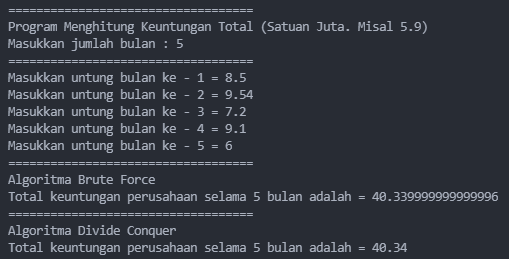 ==================================
Program Menghitung Keuntungan Total (Satuan Juta. Misal 5.9)
Masukkan jumlah bulan : 5
==================================
Masukkan untung bulan ke - 1 = 8.5
Masukkan untung bulan ke - 2 = 9.54
Masukkan untung bulan ke - 3 = 7.2
Masukkan untung bulan ke - 4 = 9.1
Masukkan untung bulan ke - 5 = 6
==================================
Algoritma Brute Force
Total keuntungan perusahaan selama 5 bulan adalah = 40.339999999999996
==================================
Algoritma Divide Conquer
Total keuntungan perusahaan selama 5 bulan adalah = 40.34